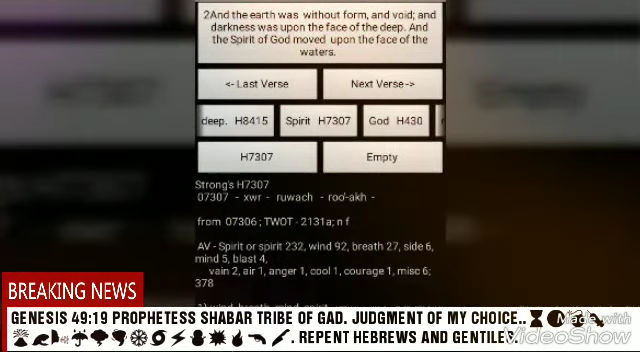 2And the earth was without form, and void; and
darkness was upon the face of the deep. And
the Spirit of God moved upon the face of the
waters.
<- Last Verse
Next Verse->
deep. H8415
Spirit H7307
God H430
H7307
Empty
Strong's H7307
07307 - xwr - ruwach - roo'-akh -
from 07306; TWOT - 2131a; n f
AV - Spirit or spirit 232, wind 92, breath 27, side 6,
mind 5, blast 4,
vain 2, air 1, anger 1, cool 1, courage 1, misc 6;
378
BREAKING NEWS
GENESIS 49:19 PROPHETESS SHABAR TRIBE OF GAD. JUDGMENT OF MY CHOICE..
. REPENT HEBREWS AND GENTILES.
Made with
VideoShow